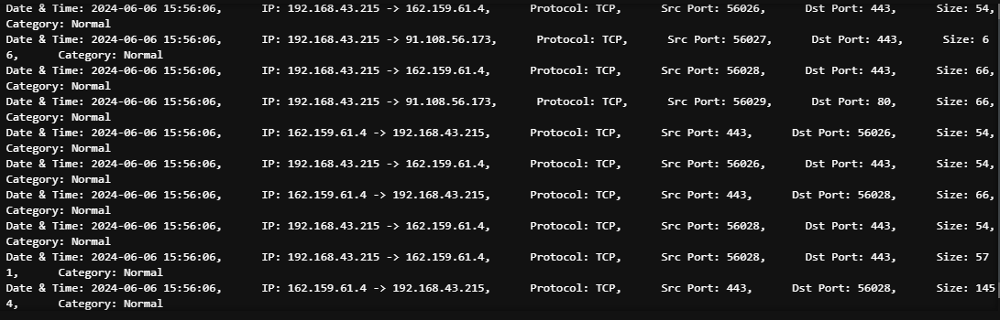 Date & Time: 2024-06-06 15:56:06, IP: 192.168.43.215 -> 162.159.61.4, Protocol: TCP, Src Port: 56026, Dst Port: 443, Size: 54,
Category: Normal
Date & Time: 2024-06-06 15:56:06, IP: 192.168.43.215 -> 91.108.56.173, Protocol: TCP, Src Port: 56027, Dst Port: 443, Size: 6
6, Category: Normal
Date & Time: 2024-06-06 15:56:06, IP: 192.168.43.215 -> 162.159.61.4, Protocol: TCP, Src Port: 56028, Dst Port: 443, Size: 66,
Category: Normal
Date & Time: 2024-06-06 15:56:06, IP: 192.168.43.215 -> 91.108.56.173, Protocol: TCP, Src Port: 56029, Dst Port: 80, Size: 66,
Category: Normal
Date & Time: 2024-06-06 15:56:06, IP: 162.159.61.4 -> 192.168.43.215, Protocol: TCP, Src Port: 443, Dst Port: 56026, Size: 54,
Category: Normal
Date & Time: 2024-06-06 15:56:06, IP: 192.168.43.215 -> 162.159.61.4, Protocol: TCP, Src Port: 56026, Dst Port: 443, Size: 54,
Category: Normal
Date & Time: 2024-06-06 15:56:06, IP: 162.159.61.4 -> 192.168.43.215, Protocol: TCP, Src Port: 443, Dst Port: 56028, Size: 66,
Category: Normal
Date & Time: 2024-06-06 15:56:06, IP: 192.168.43.215 -> 162.159.61.4, Protocol: TCP, Src Port: 56028, Dst Port: 443, Size: 54,
Category: Normal
Date & Time: 2024-06-06 15:56:06, IP: 192.168.43.215 -> 162.159.61.4, Protocol: TCP, Src Port: 56028, Dst Port: 443, Size: 57
1, Category: Normal
Date & Time: 2024-06-06 15:56:06, IP: 162.159.61.4 -> 192.168.43.215, Protocol: TCP, Src Port: 443, Dst Port: 56028, Size: 145
4, Category: Normal